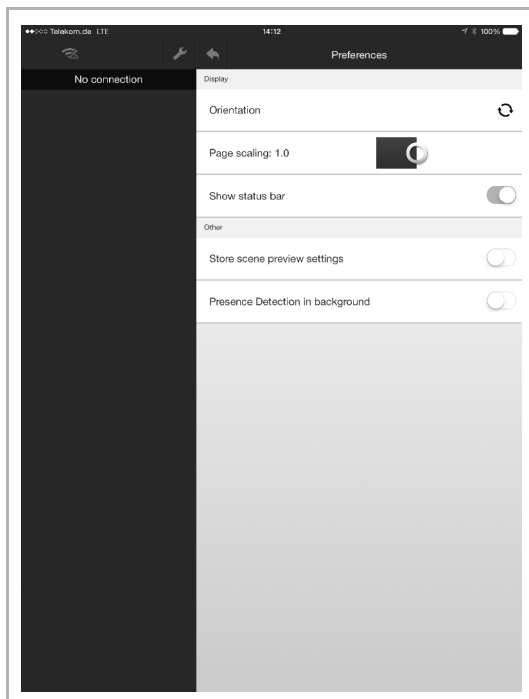 Telekom.de LTE 14:12 100%
Preferences
No connection
Display
Orientation
Page scaling: 1.0
Show status bar
Other
Store scene preview settings
Presence Detection in background